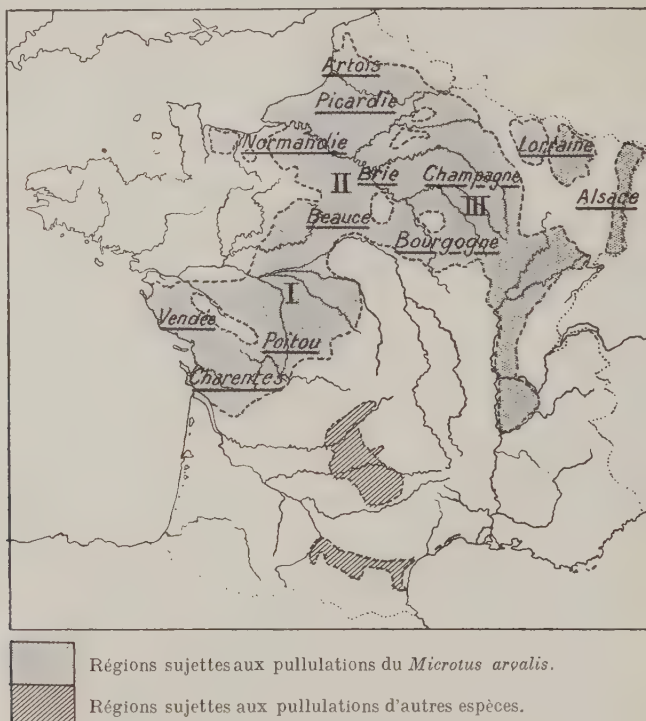 Artois
Picardie
Normandie
Lorraine
Brie
Champagne
II
III
Alsace
Beauce
Bourgogne
I
Vendée
Poitou
Charentes
Régions sujettes aux pullulations du Microtus arvalis.
Régions sujettes aux pullulations d'autres espèces.